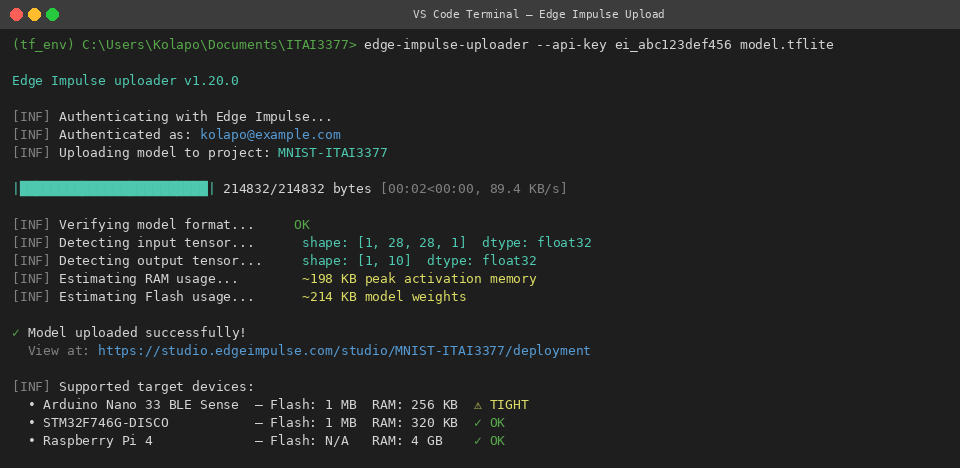 VS Code Terminal — Edge Impulse Upload
(tf_env) C:\Users\Kolapo\Documents\ITAI3377> edge-impulse-uploader --api-key ei_abc123def456 model.tflite
Edge Impulse uploader v1.20.0
[INF] Authenticating with Edge Impulse...
[INF] Authenticated as: kolapo@example.com
[INF] Uploading model to project: MNIST-ITAI3377
|████████████████████████| 214832/214832 bytes [00:02<00:00, 89.4 KB/s]
[INF] Verifying model format... OK
[INF] Detecting input tensor... shape: [1, 28, 28, 1] dtype: float32
[INF] Detecting output tensor... shape: [1, 10] dtype: float32
[INF] Estimating RAM usage... ~198 KB peak activation memory
[INF] Estimating Flash usage... ~214 KB model weights
✓ Model uploaded successfully!
View at: https://studio.edgeimpulse.com/studio/MNIST-ITAI3377/deployment
[INF] Supported target devices:
• Arduino Nano 33 BLE Sense — Flash: 1 MB RAM: 256 KB ⚠ TIGHT
• STM32F746G-DISCO — Flash: 1 MB RAM: 320 KB ✓ OK
• Raspberry Pi 4 — Flash: N/A RAM: 4 GB ✓ OK